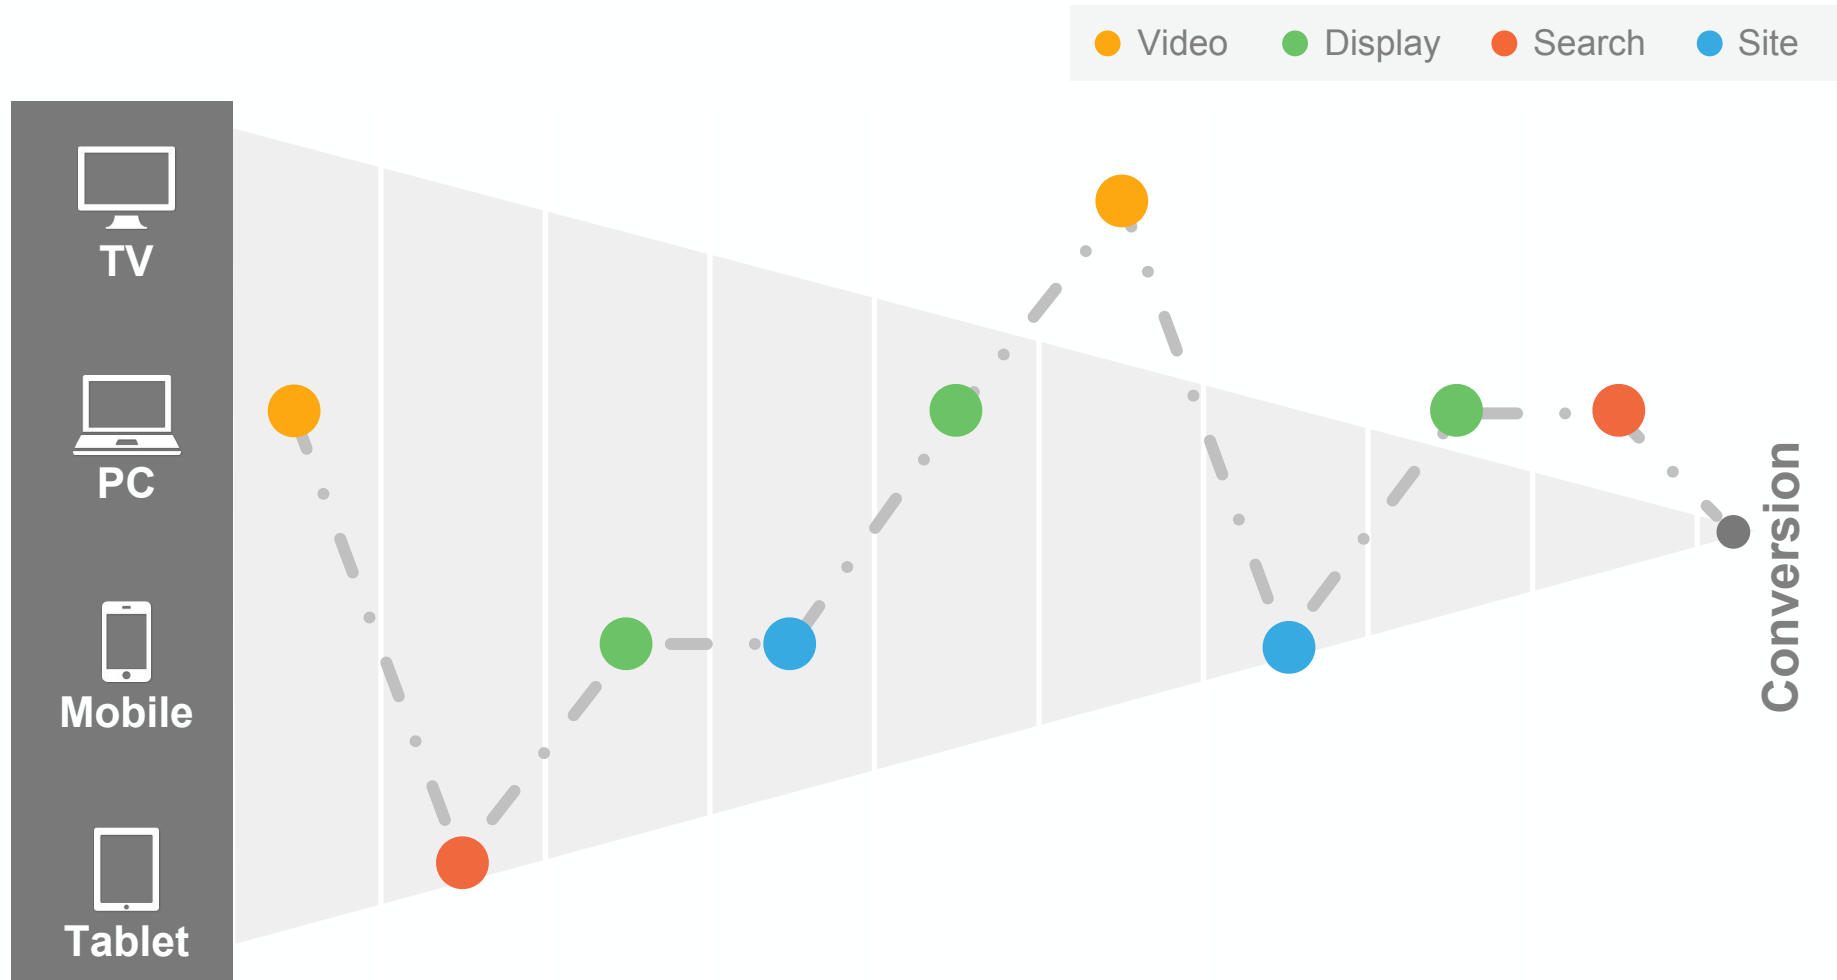 Video Display Search Site
TV
PC
Mobile
Tablet
Conversion